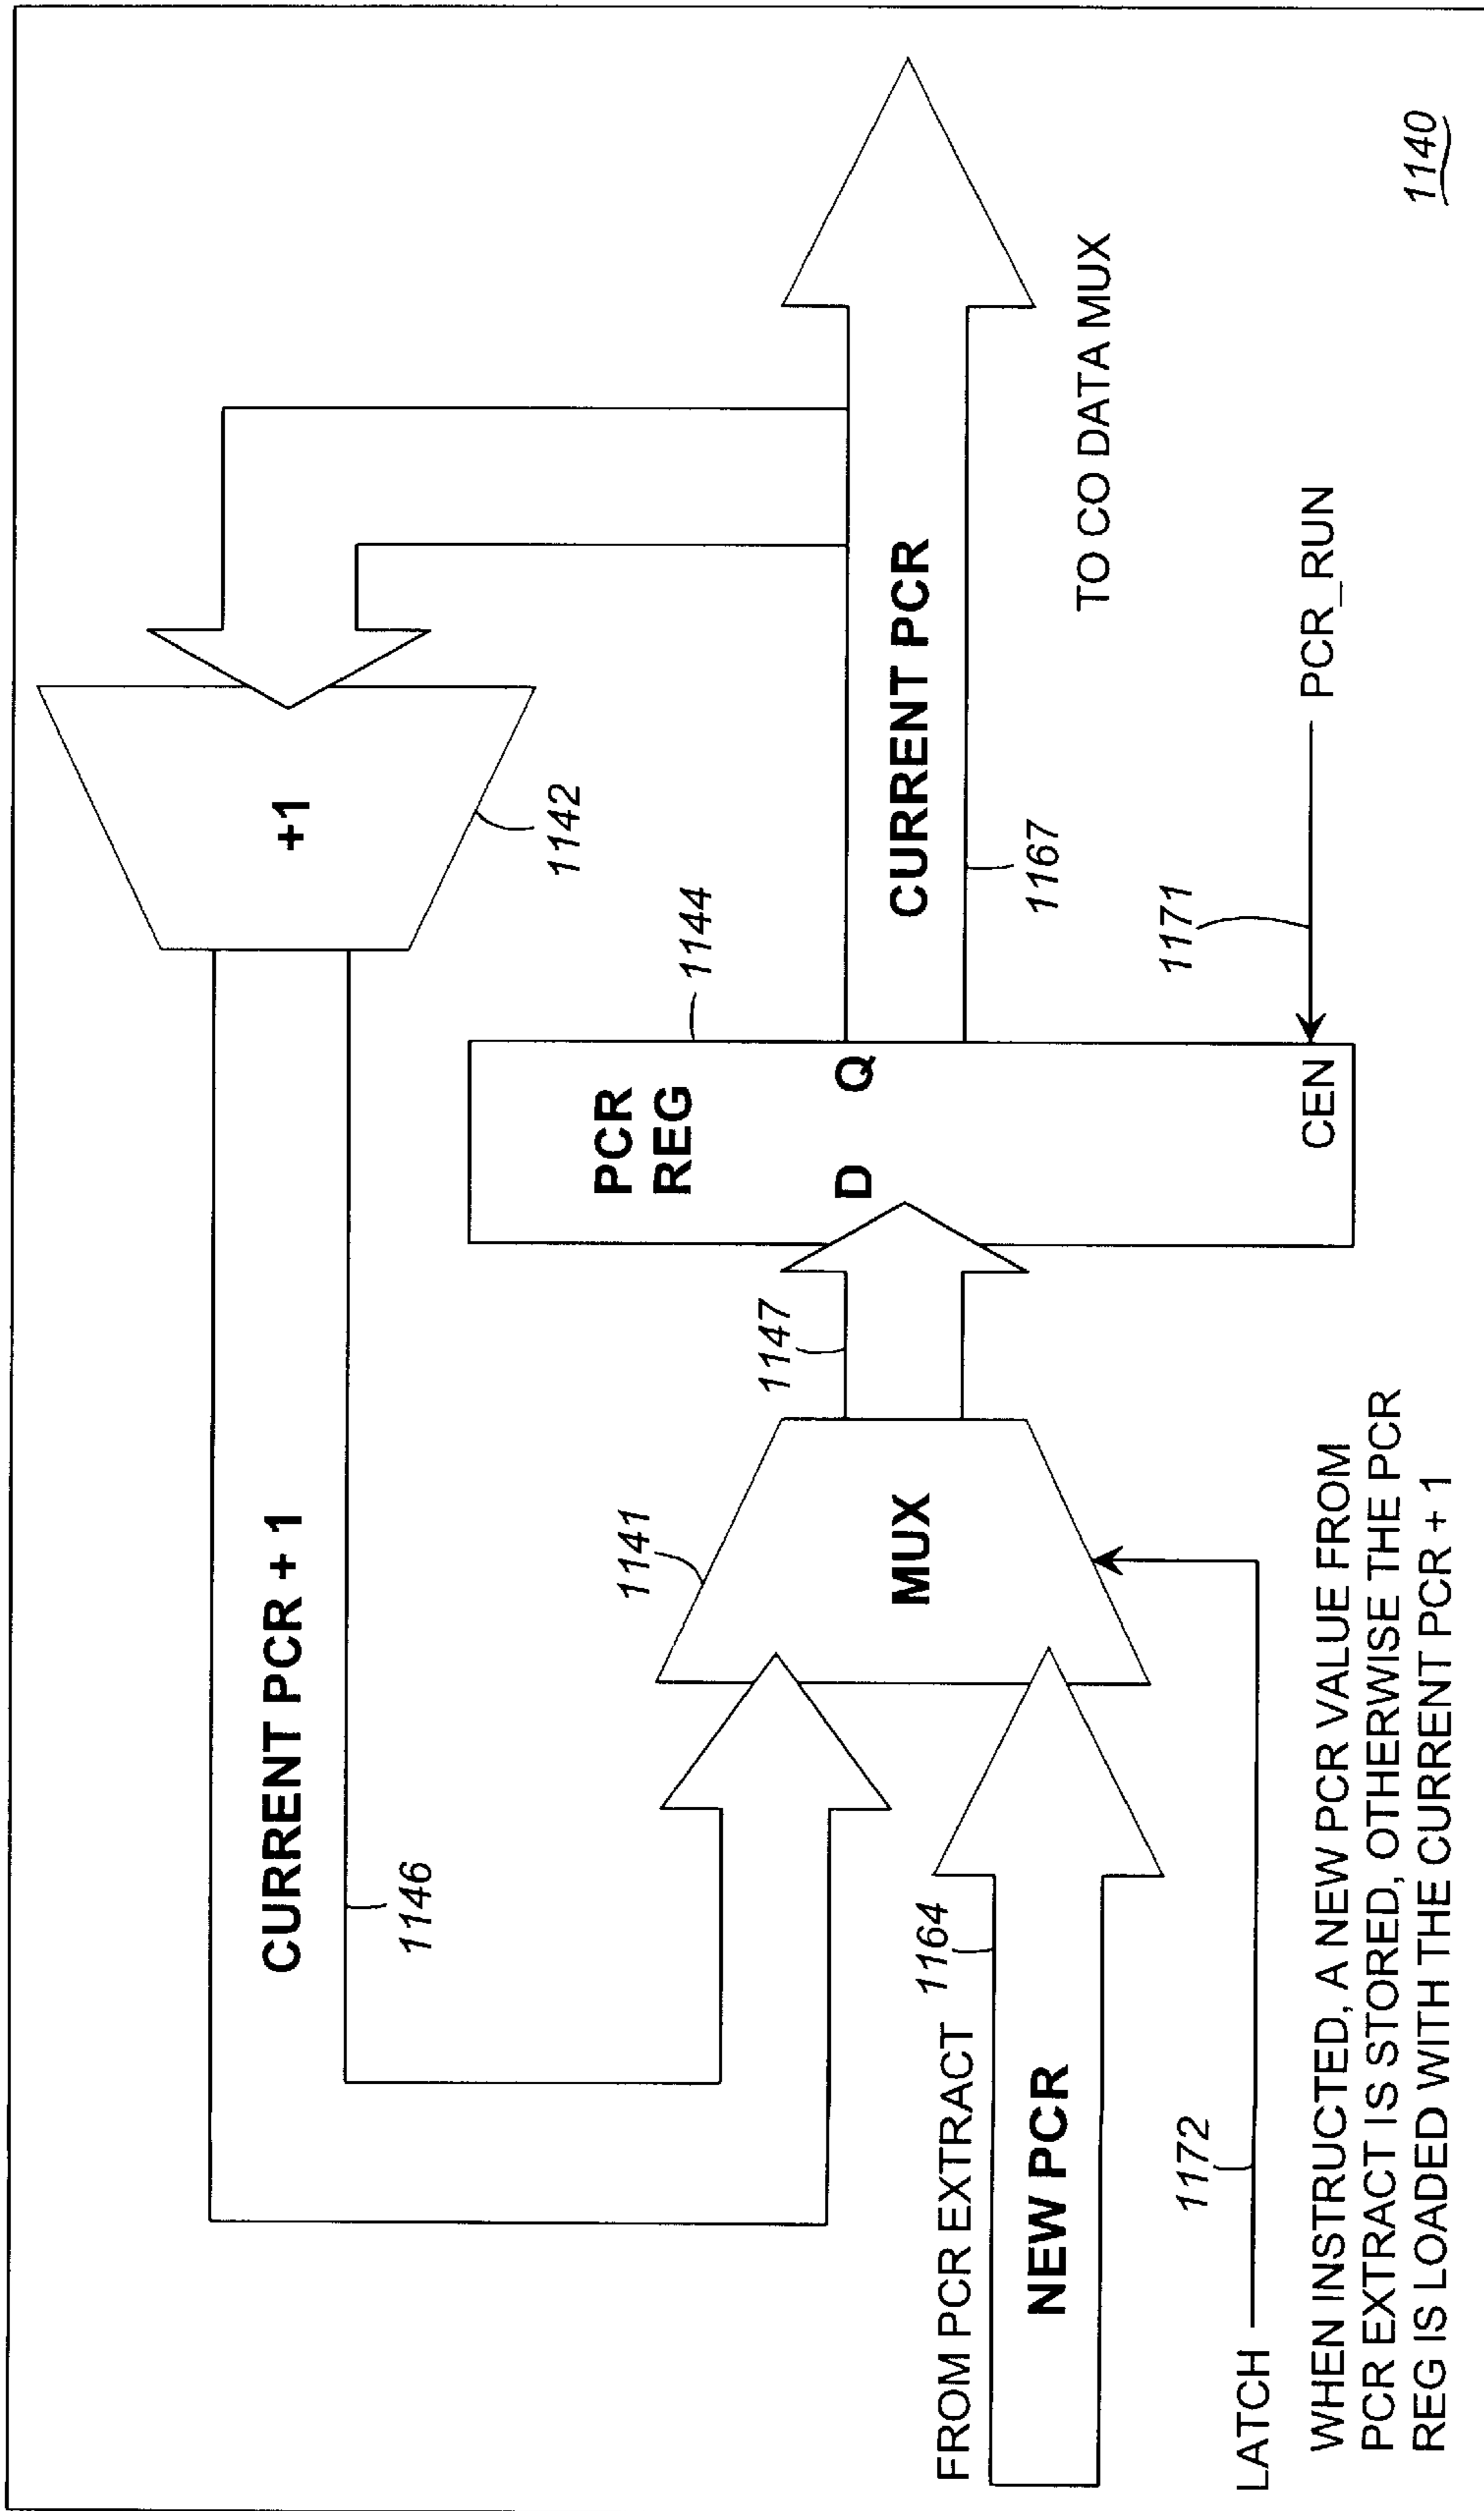 +1
1142
CURRENT PCR + 1
1146
PCR
REG
1144
D Q
CEN
CURRENT PCR
1167
TO CO DATA MUX
1147
1141
MUX
FROM PCR EXTRACT 1164
NEW PCR
1171
PCR_RUN
1172
LATCH
WHEN INSTRUCTED, A NEW PCR VALUE FROM
PCR EXTRACT IS STORED, OTHERWISE THE PCR
REG IS LOADED WITH THE CURRENT PCR + 1
1140